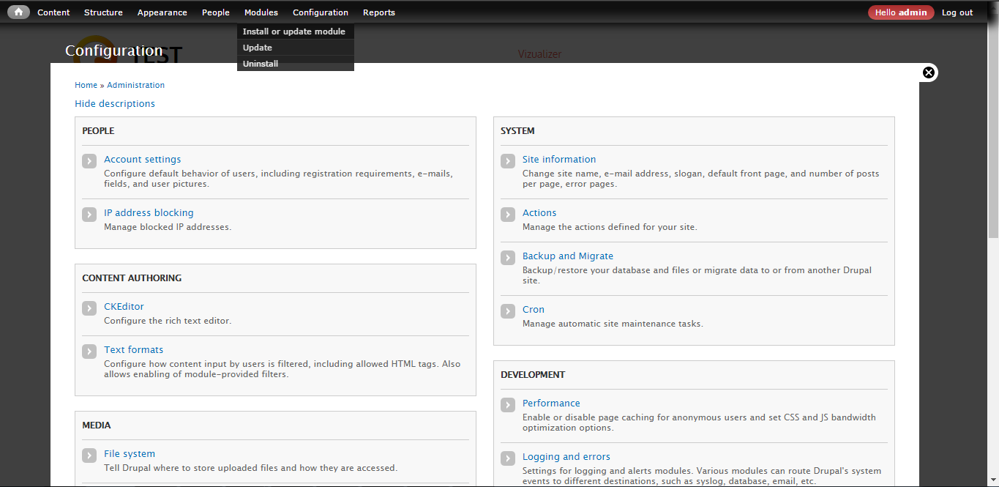 Content Structure Appearance People Modules Configuration Reports Hello admin Log out
Install or update module
Update
Uninstall
Configuration
TEST
Vizualizer
Home » Administration
Hide descriptions
PEOPLE
Account settings
Configure default behavior of users, including registration requirements, e-mails,
fields, and user pictures.
IP address blocking
Manage blocked IP addresses.
CONTENT AUTHORING
CKEditor
Configure the rich text editor.
Text formats
Configure how content input by users is filtered, including allowed HTML tags. Also
allows enabling of module-provided filters.
MEDIA
File system
Tell Drupal where to store uploaded files and how they are accessed.
SYSTEM
Site information
Change site name, e-mail address, slogan, default front page, and number of posts
per page, error pages.
Actions
Manage the actions defined for your site.
Backup and Migrate
Backup/restore your database and files or migrate data to or from another Drupal
site.
Cron
Manage automatic site maintenance tasks.
DEVELOPMENT
Performance
Enable or disable page caching for anonymous users and set CSS and JS bandwidth
optimization options.
Logging and errors
Settings for logging and alerts modules. Various modules can route Drupal's system
events to different destinations, such as syslog, database, email, etc.